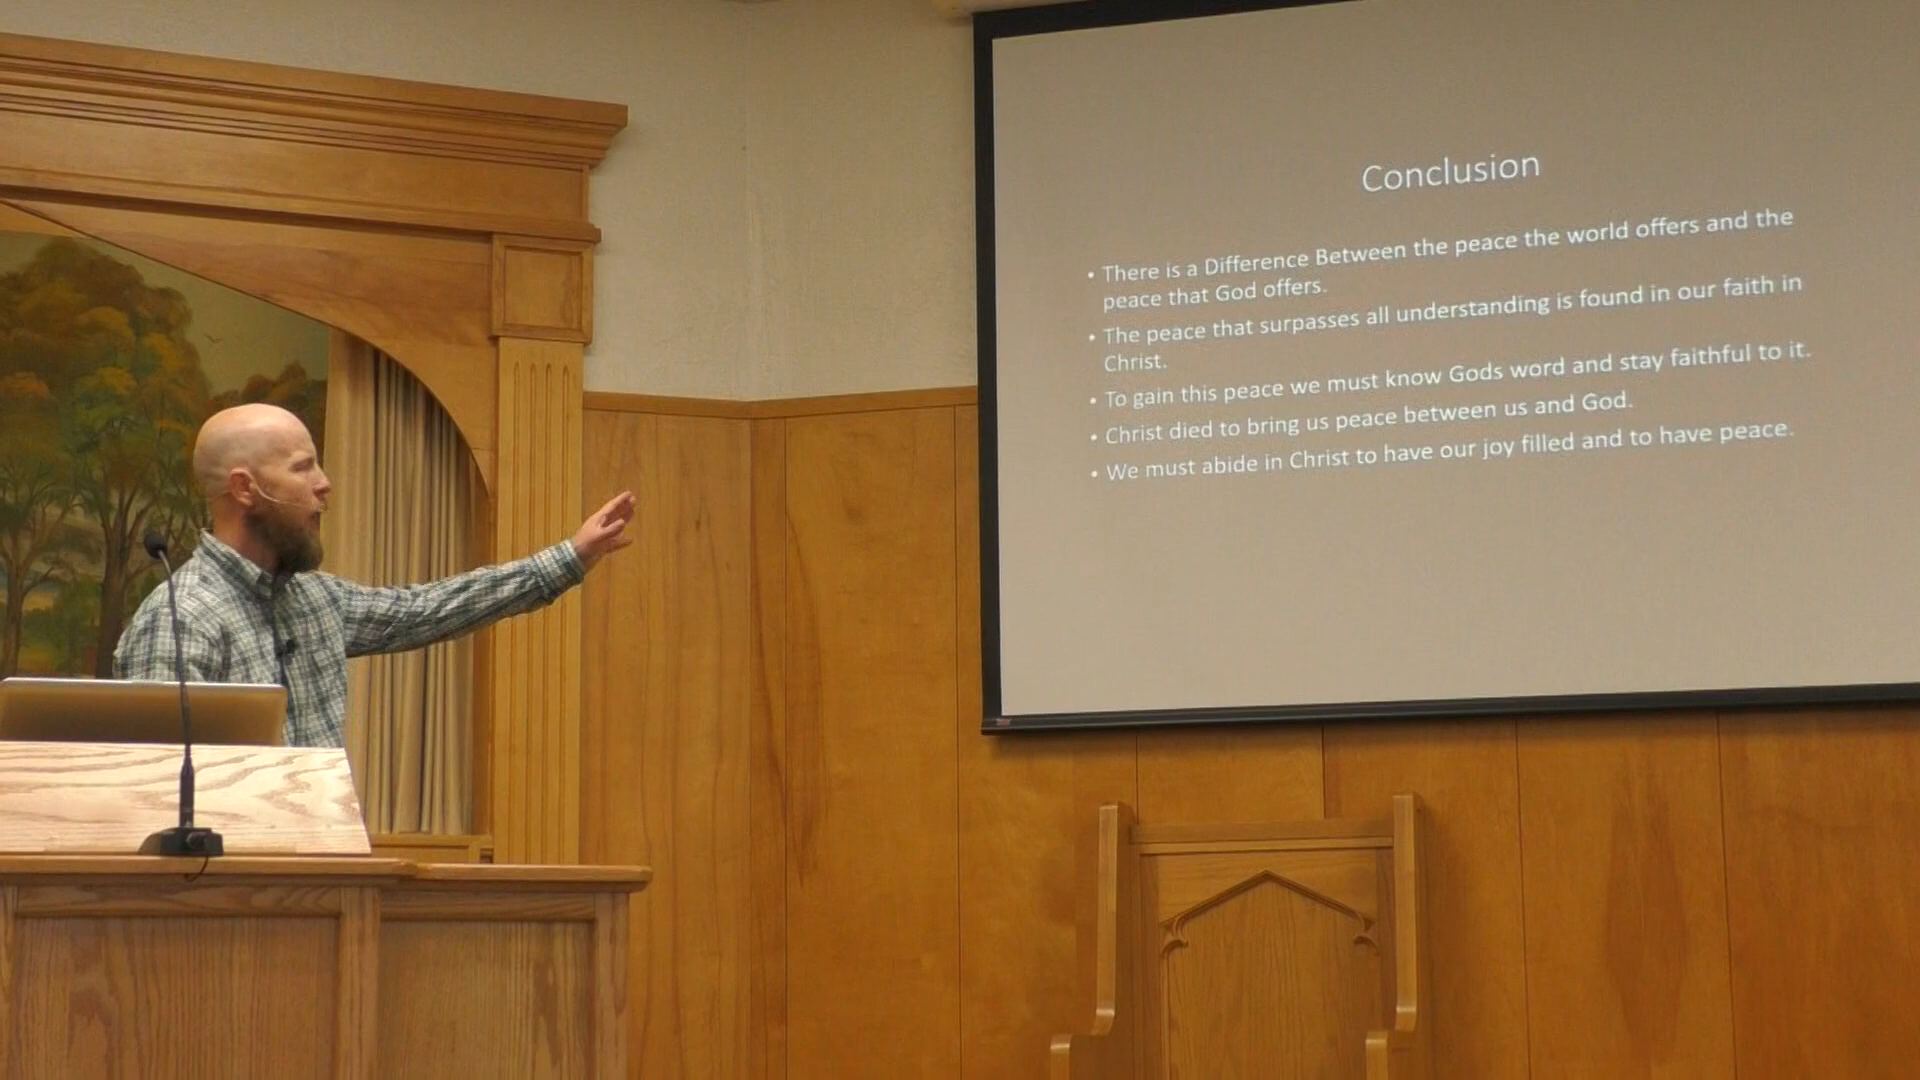 Conclusion
• There is a Difference Between the peace the world offers and the
peace that God offers.
• The peace that surpasses all understanding is found in our faith in
Christ.
• To gain this peace we must know Gods word and stay faithful to it.
• Christ died to bring us peace between us and God.
• We must abide in Christ to have our joy filled and to have peace.